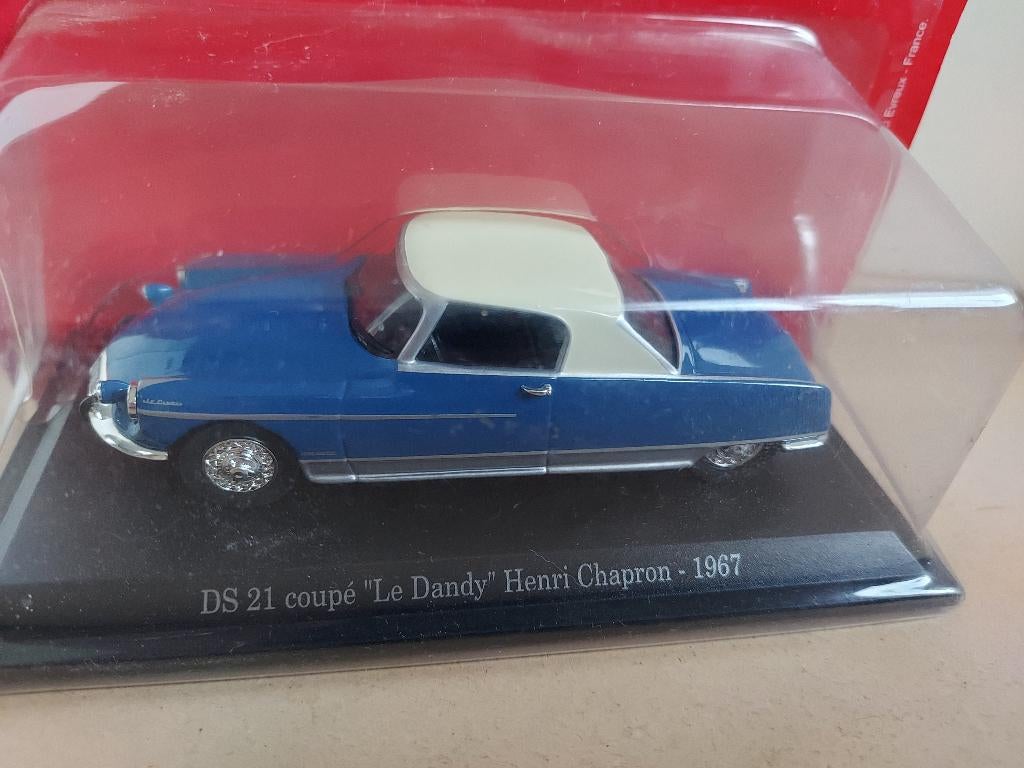 Evreux - France
DS 21 coupé "Le Dandy" Henri Chapron - 1967